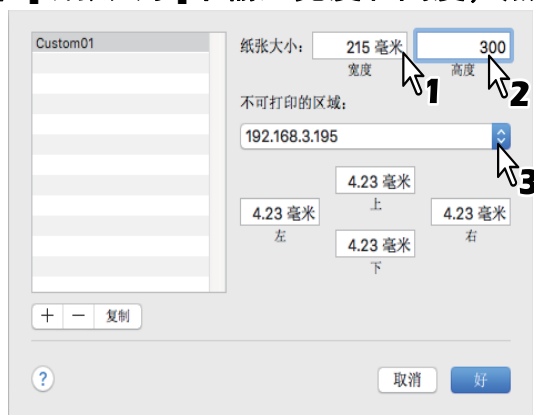 Custom01
纸张大小: 215 毫米 300
宽度 高度
1 2
不可打印的区域:
192.168.3.195
3
4.23 毫米
上
4.23 毫米 4.23 毫米
左 右
4.23 毫米
下
+ − 复制
? 取消 好